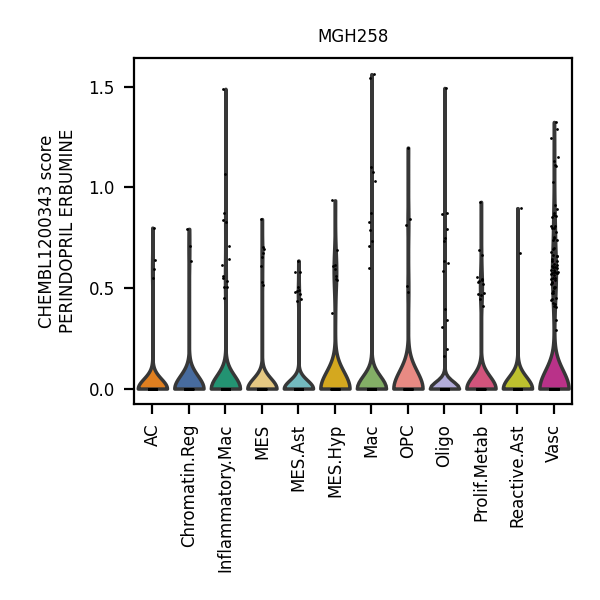 MGH258
CHEMBL1200343 score
PERINDOPRIL ERBUMINE
1.5
1.0
0.5
0.0
AC
Chromatin.Reg
Inflammatory.Mac
MES
MES.Ast
MES.Hyp
Mac
OPC
Oligo
Prolif.Metab
Reactive.Ast
Vasc